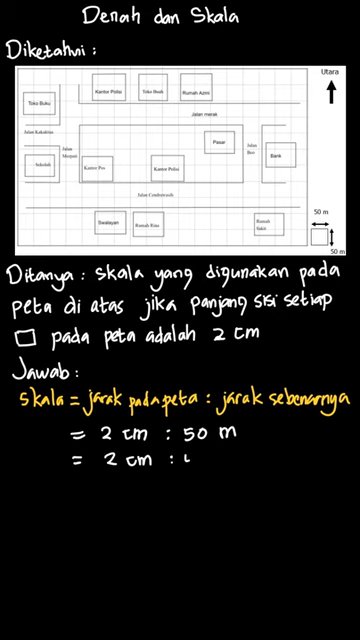 Denah dan Skala
Diketahui :
Utara
Kantor Polisi
Toko Buah
Rumah Azmi
Toko Buku
Jalan merak
Jalan Kakaktua
Jalan
Merpati
Pasar
Jalan
Beo
Bank
Sekolah
Kantor Pos
Kantor Polisi
Jalan Cendrawasih
Swalayan
Rumah Rina
Rumah
Sakit
50 m
50 m
Ditanya : skala yang digunakan pada
peta di atas jika panjang sisi setiap
□ pada peta adalah 2 cm
Jawab :
Skala = jarak pada peta : jarak sebenarnya
= 2 cm : 50 m
= 2 cm :